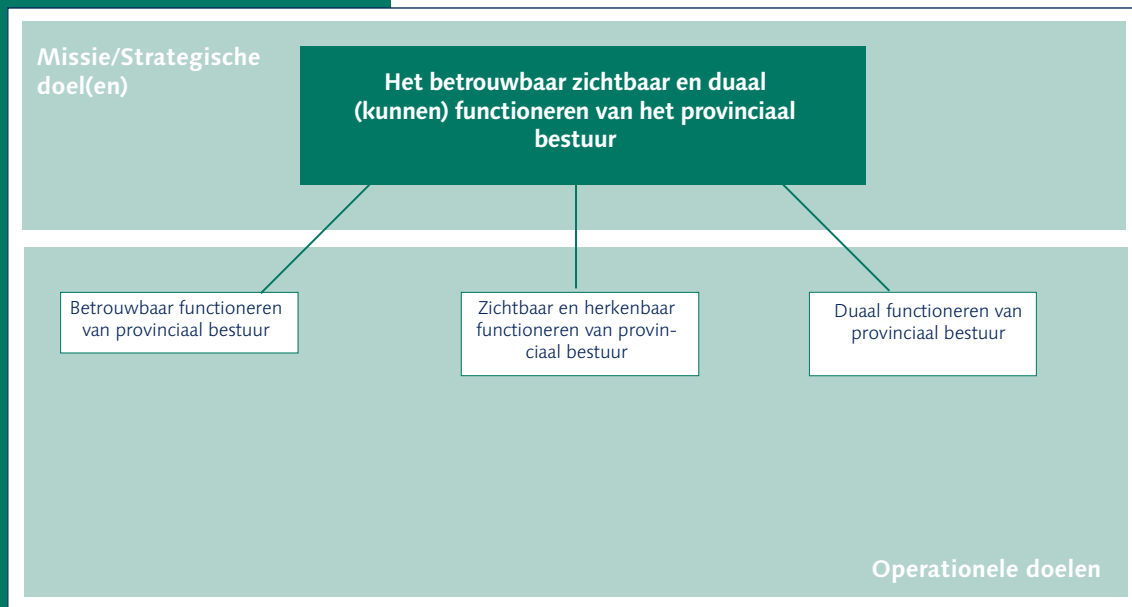 Missie/Strategische
doel(en)
Het betrouwbaar zichtbaar en duaal
(kunnen) functioneren van het provinciaal
bestuur
Betrouwbaar functioneren
van provinciaal bestuur
Zichtbaar en herkenbaar
functioneren van provin-
ciaal bestuur
Duaal functioneren van
provinciaal bestuur
Operationele doelen